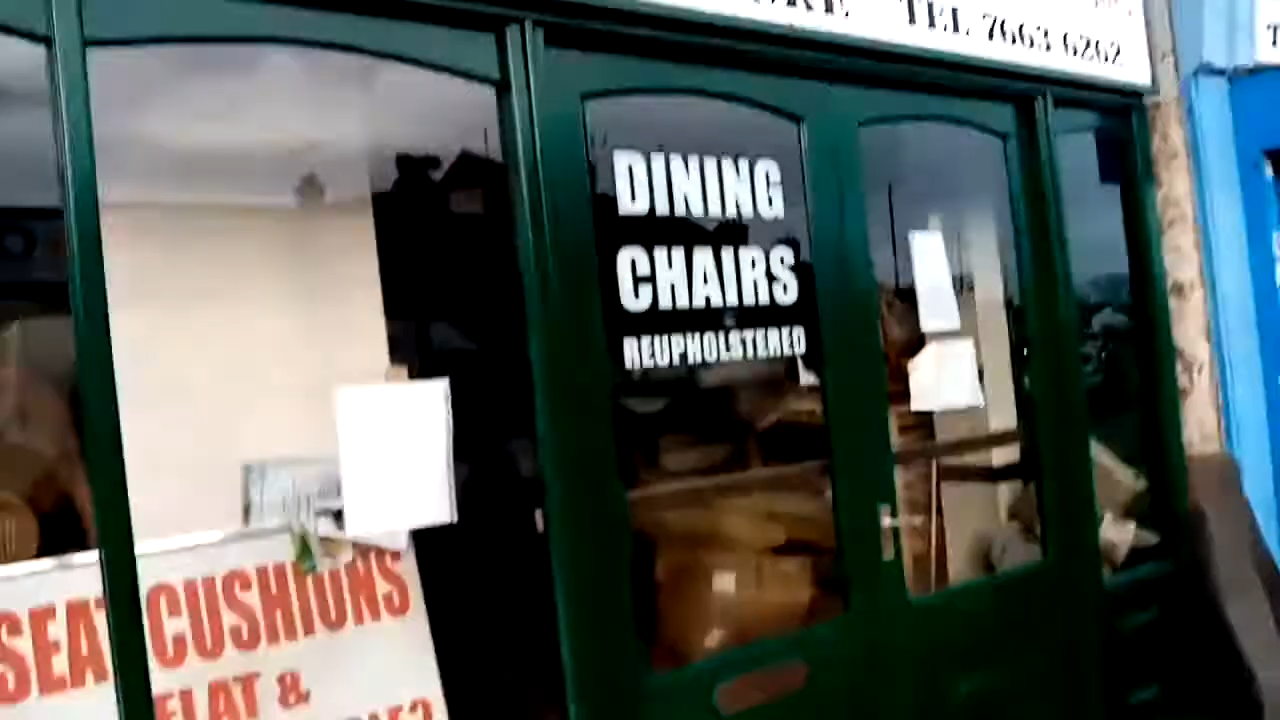 TEL 7663 6262
DINING
CHAIRS
&
REUPHOLSTERED
SEAT CUSHIONS
FLAT &